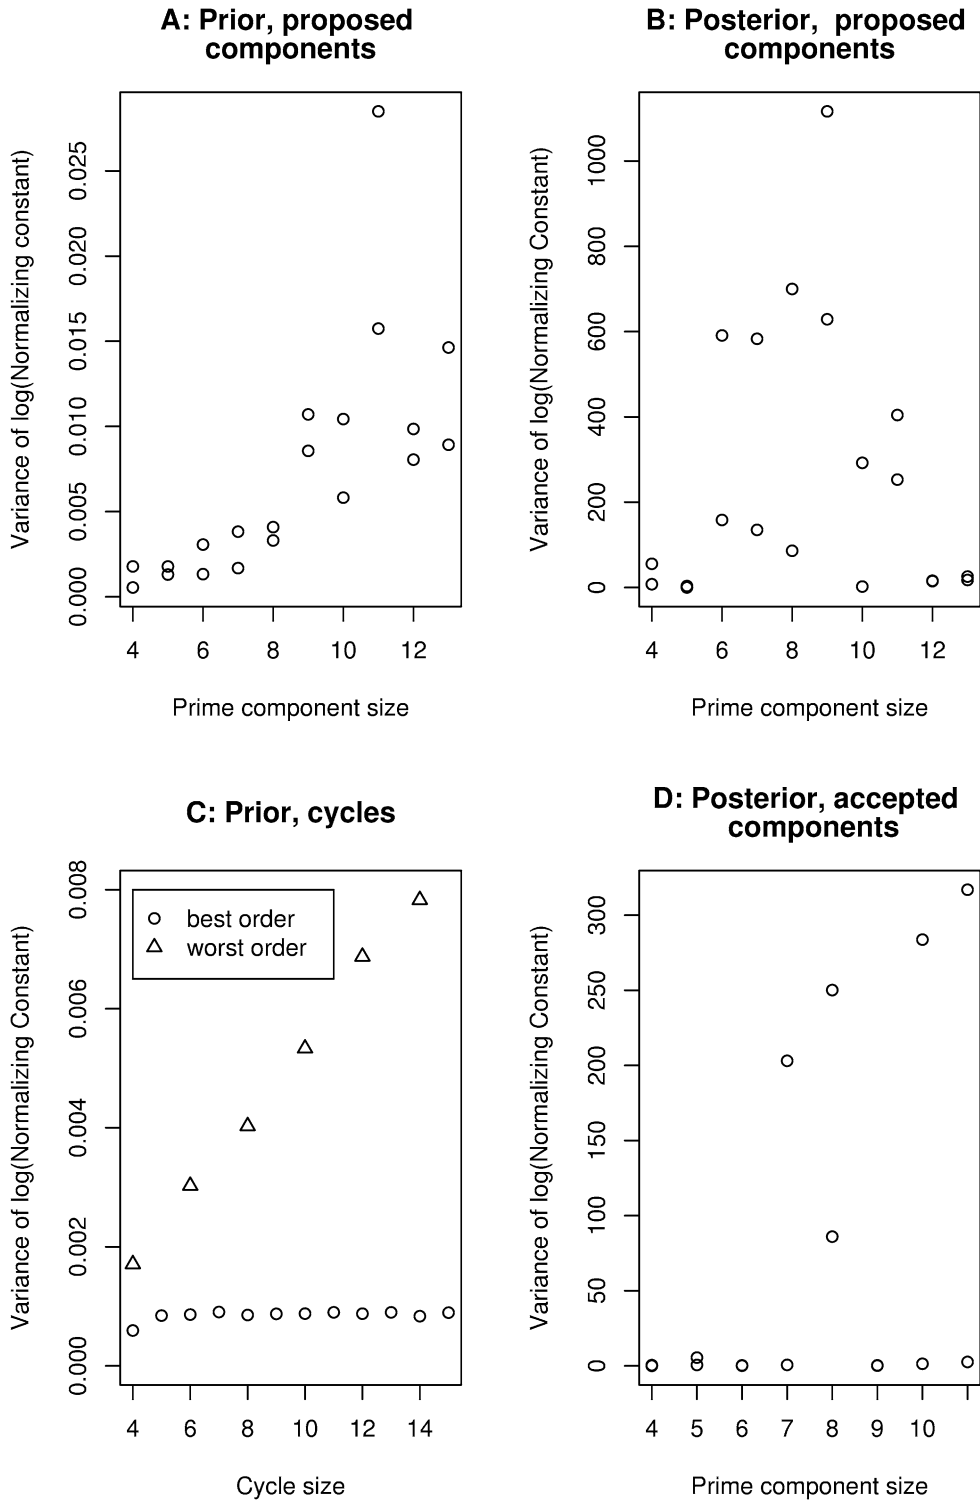 A: Prior, proposed
components
Variance of log(Normalizing constant)
0.025
0.020
0.015
0.010
0.005
0.000
4 6 8 10 12
Prime component size
B: Posterior, proposed
components
Variance of log(Normalizing Constant)
1000
800
600
400
200
0
4 6 8 10 12
Prime component size
C: Prior, cycles
Variance of log(Normalizing Constant)
0.008
0.006
0.004
0.002
0.000
best order
worst order
4 6 8 10 12 14
Cycle size
D: Posterior, accepted
components
Variance of log(Normalizing Constant)
300
250
200
150
100
50
0
4 5 6 7 8 9 10
Prime component size